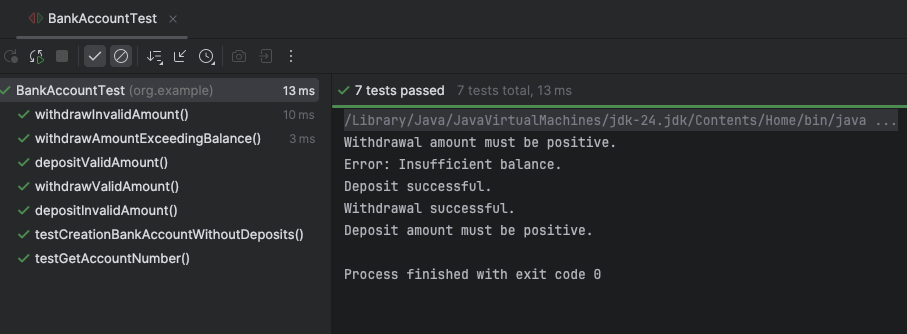 BankAccountTest
BankAccountTest (org.example) 13 ms
withdrawInvalidAmount() 10 ms
withdrawAmountExceedingBalance() 3 ms
depositValidAmount()
withdrawValidAmount()
depositInvalidAmount()
testCreationBankAccountWithoutDeposits()
testGetAccountNumber()
7 tests passed 7 tests total, 13 ms
/Library/Java/JavaVirtualMachines/jdk-24.jdk/Contents/Home/bin/java ...
Withdrawal amount must be positive.
Error: Insufficient balance.
Deposit successful.
Withdrawal successful.
Deposit amount must be positive.
Process finished with exit code 0